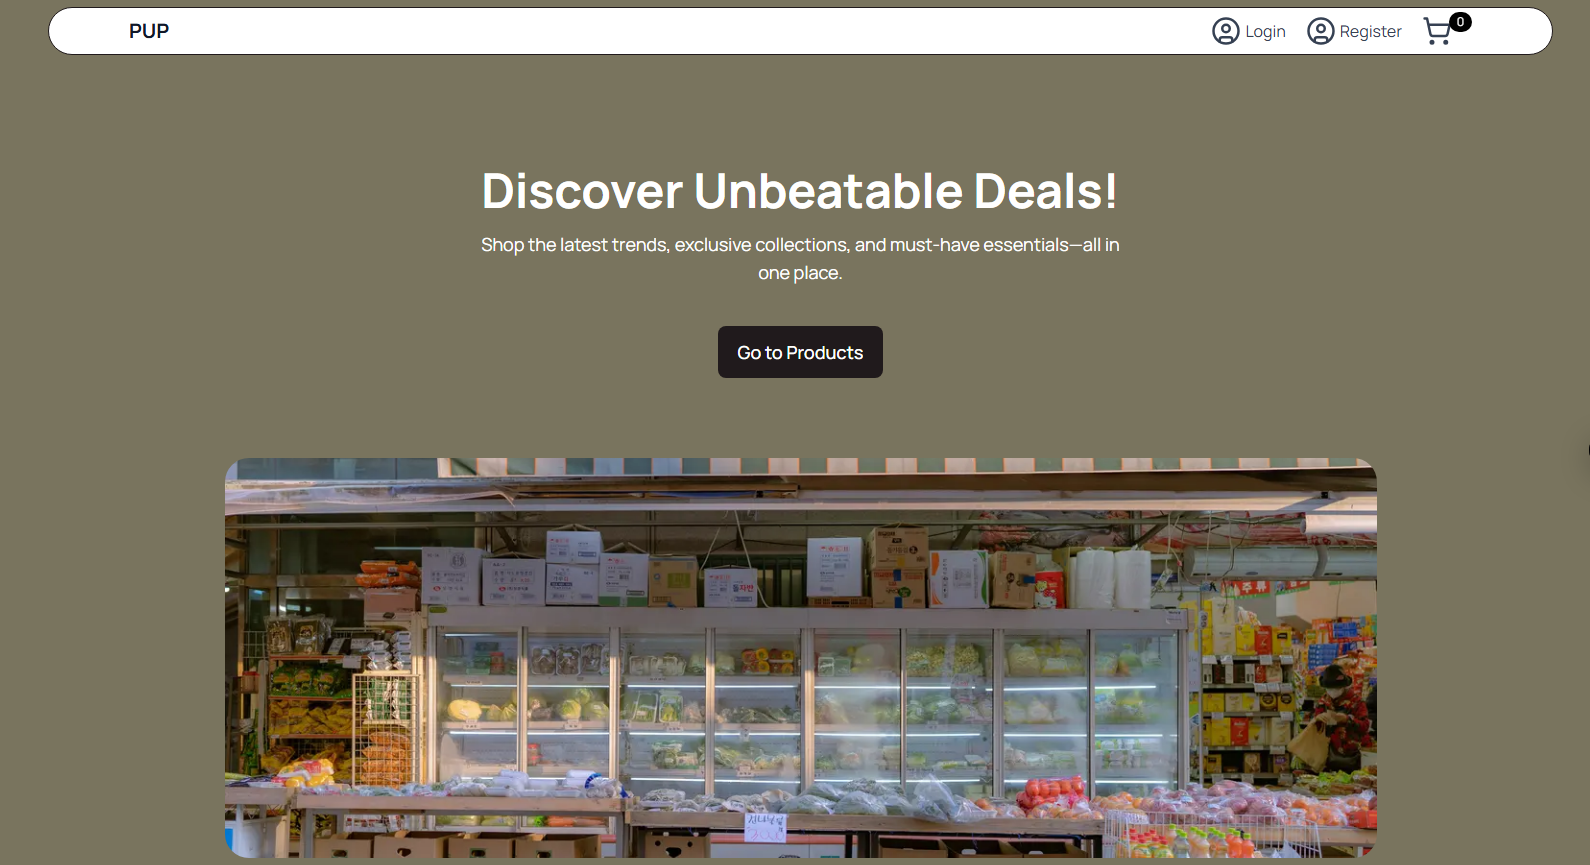 PUP
Login
Register
0
Discover Unbeatable Deals!
Shop the latest trends, exclusive collections, and must-have essentials—all in
one place.
Go to Products